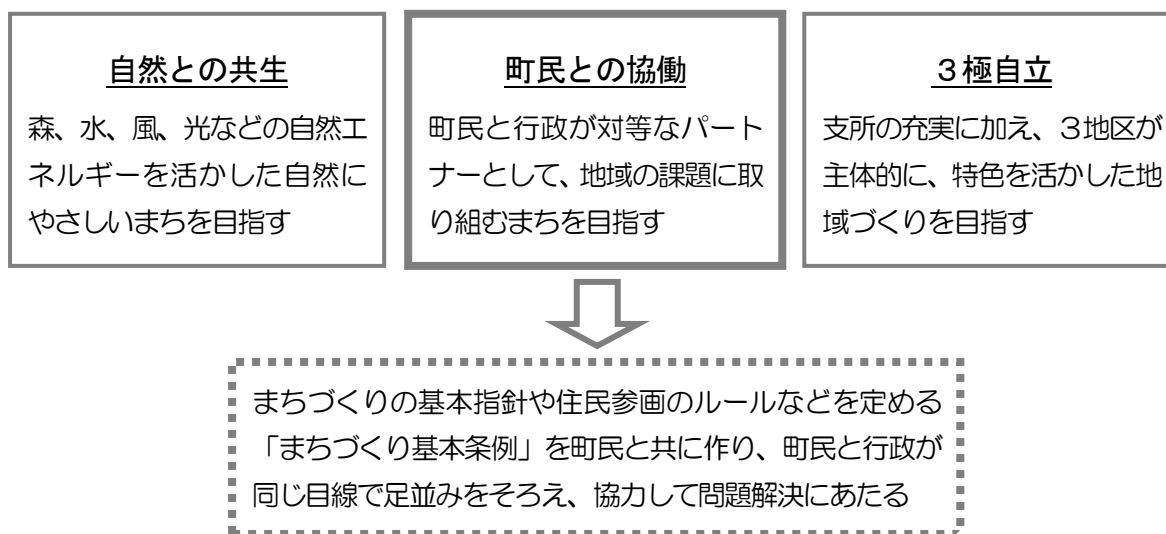 自然との共生
森、水、風、光などの自然エ
ネルギーを活かした自然に
やさしいまちを目指す
町民との協働
町民と行政が対等なパート
ナーとして、地域の課題に取
り組むまちを目指す
３極自立
支所の充実に加え、３地区が
主体的に、特色を活かした地
域づくりを目指す
まちづくりの基本指針や住民参画のルールなどを定める
「まちづくり基本条例」を町民と共に作り、町民と行政が
同じ目線で足並みをそろえ、協力して問題解決にあたる